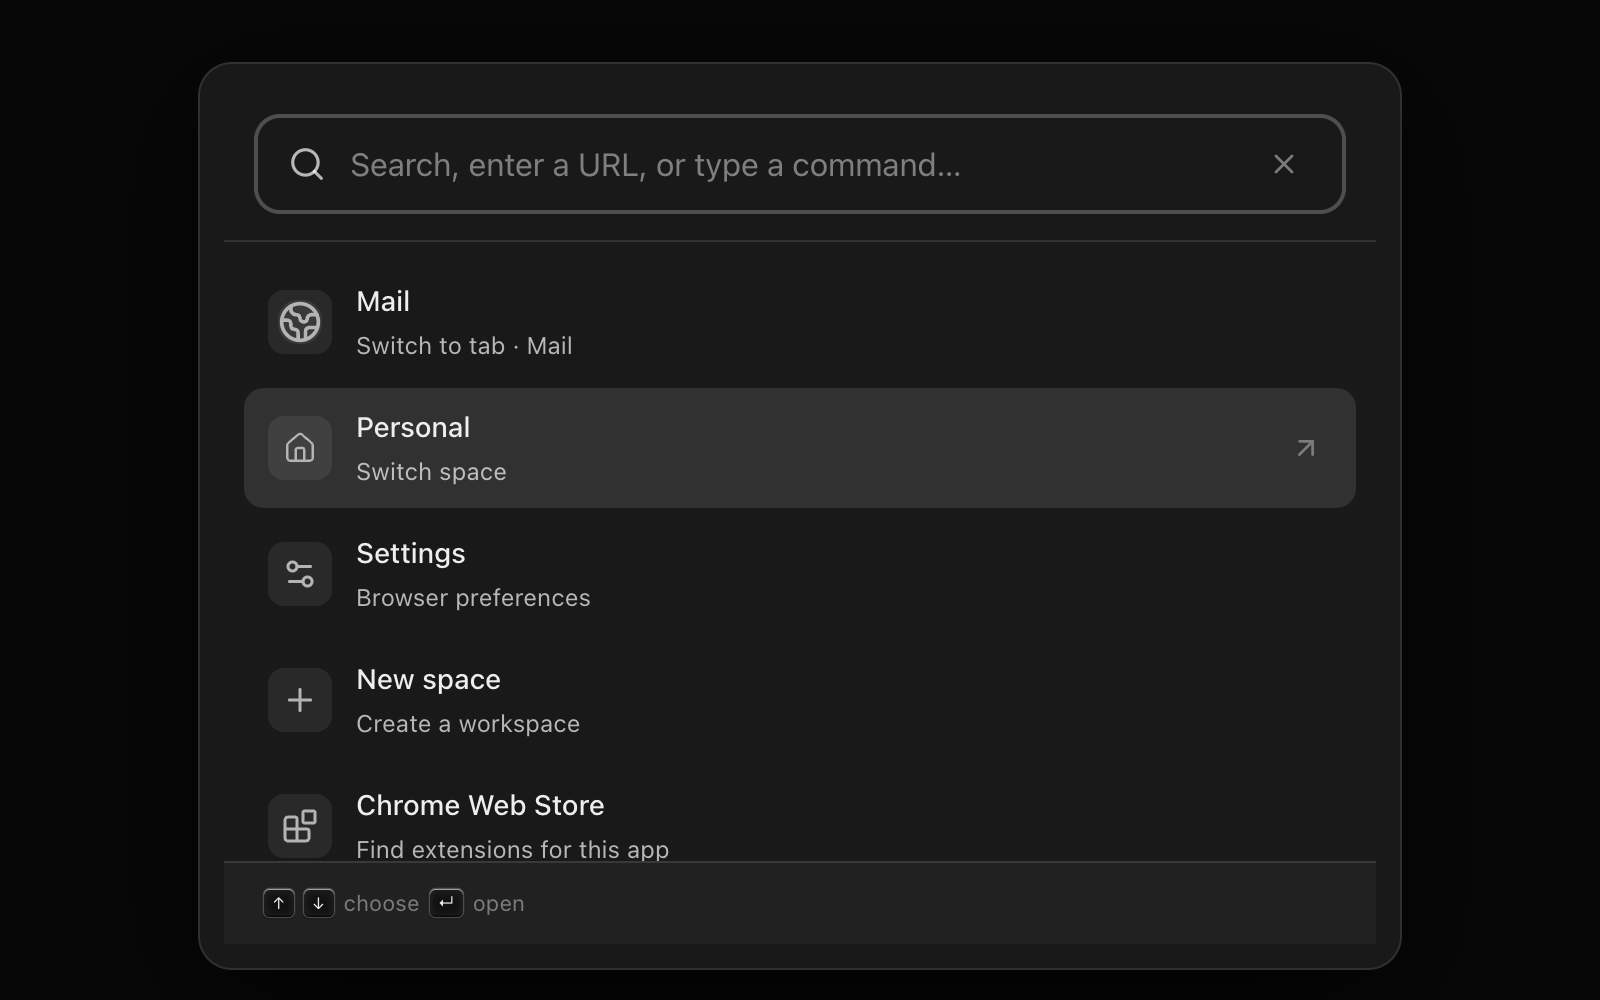 Search, enter a URL, or type a command...
Mail
Switch to tab · Mail
Personal
Switch space
Settings
Browser preferences
New space
Create a workspace
Chrome Web Store
Find extensions for this app
↑ ↓ choose ↵ open